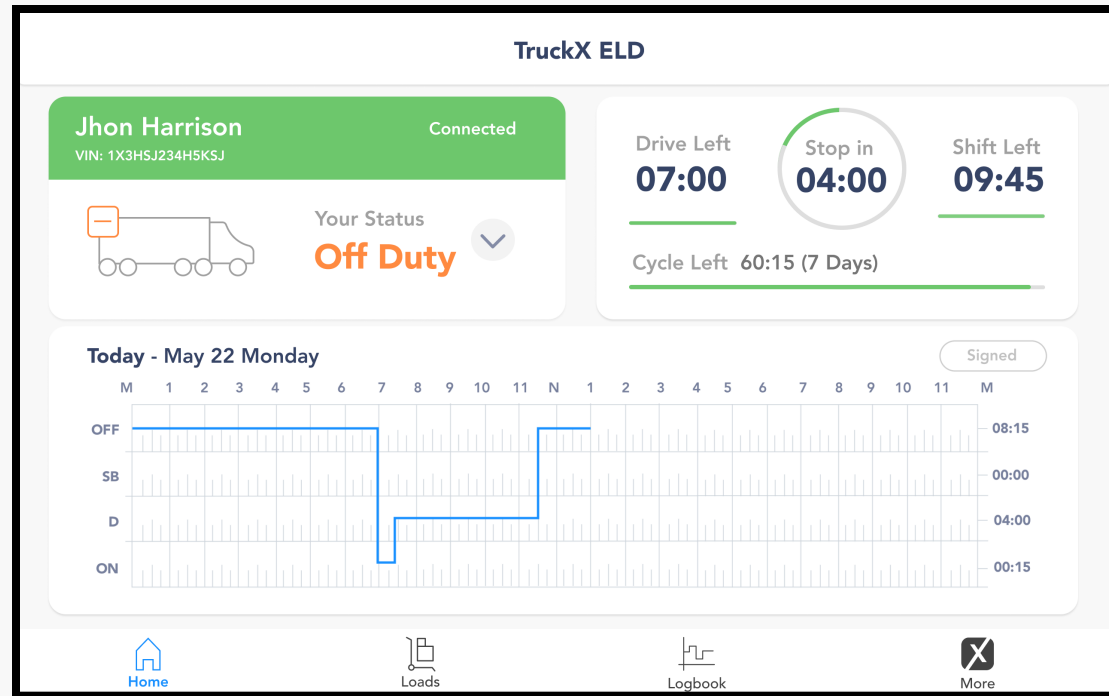 TruckX ELD
Jhon Harrison
Connected
VIN: 1X3HSJ234H5KSJ
Your Status
Off Duty
Drive Left
07:00
Stop in
04:00
Shift Left
09:45
Cycle Left 60:15 (7 Days)
Today - May 22 Monday
Signed
M 1 2 3 4 5 6 7 8 9 10 11 N 1 2 3 4 5 6 7 8 9 10 11 M
OFF 08:15
SB 00:00
D 04:00
ON 00:15
Home
Loads
Logbook
X
More